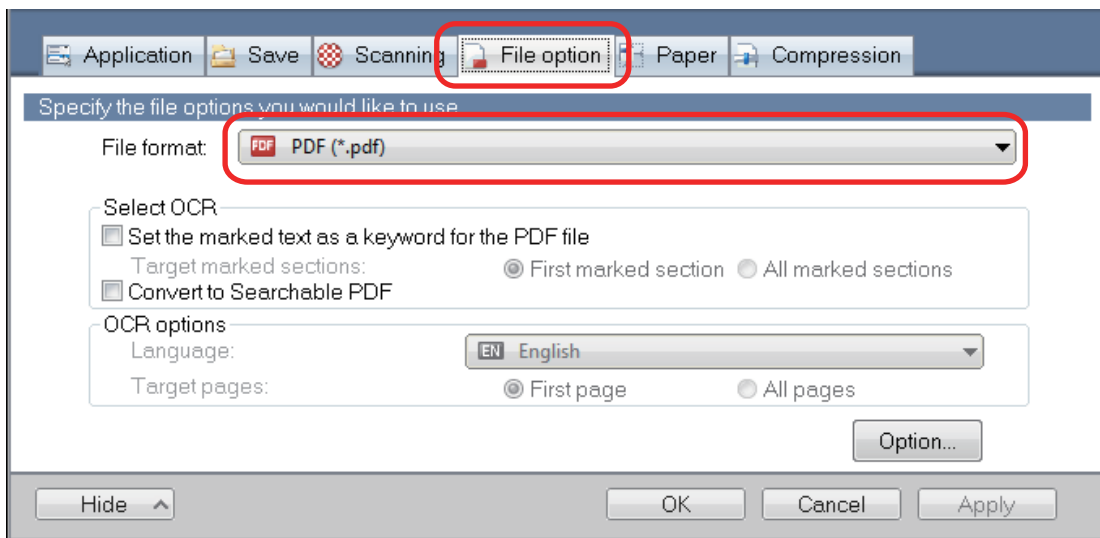 Application Save Scanning File option Paper Compression
Specify the file options you would like to use
File format: PDF PDF (*.pdf)
Select OCR
Set the marked text as a keyword for the PDF file
Target marked sections: First marked section All marked sections
Convert to Searchable PDF
OCR options
Language: EN English
Target pages: First page All pages
Option...
Hide OK Cancel Apply